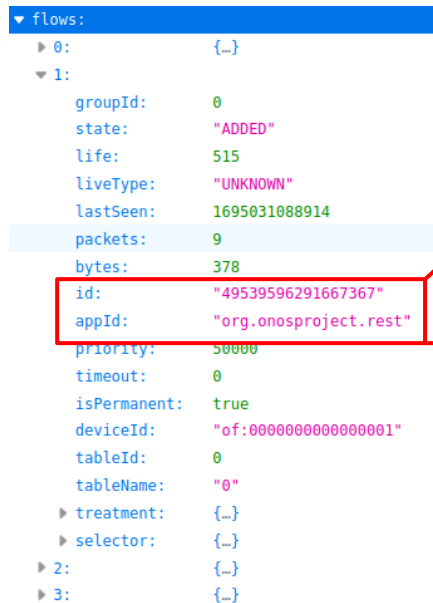 flows:
0: {…}
1:
groupId: 0
state: "ADDED"
life: 515
liveType: "UNKNOWN"
lastSeen: 1695031088914
packets: 9
bytes: 378
id: "49539596291667367"
appId: "org.onosproject.rest"
priority: 50000
timeout: 0
isPermanent: true
deviceId: "of:0000000000000001"
tableId: 0
tableName: "0"
treatment: {…}
selector: {…}
2: {…}
3: {…}